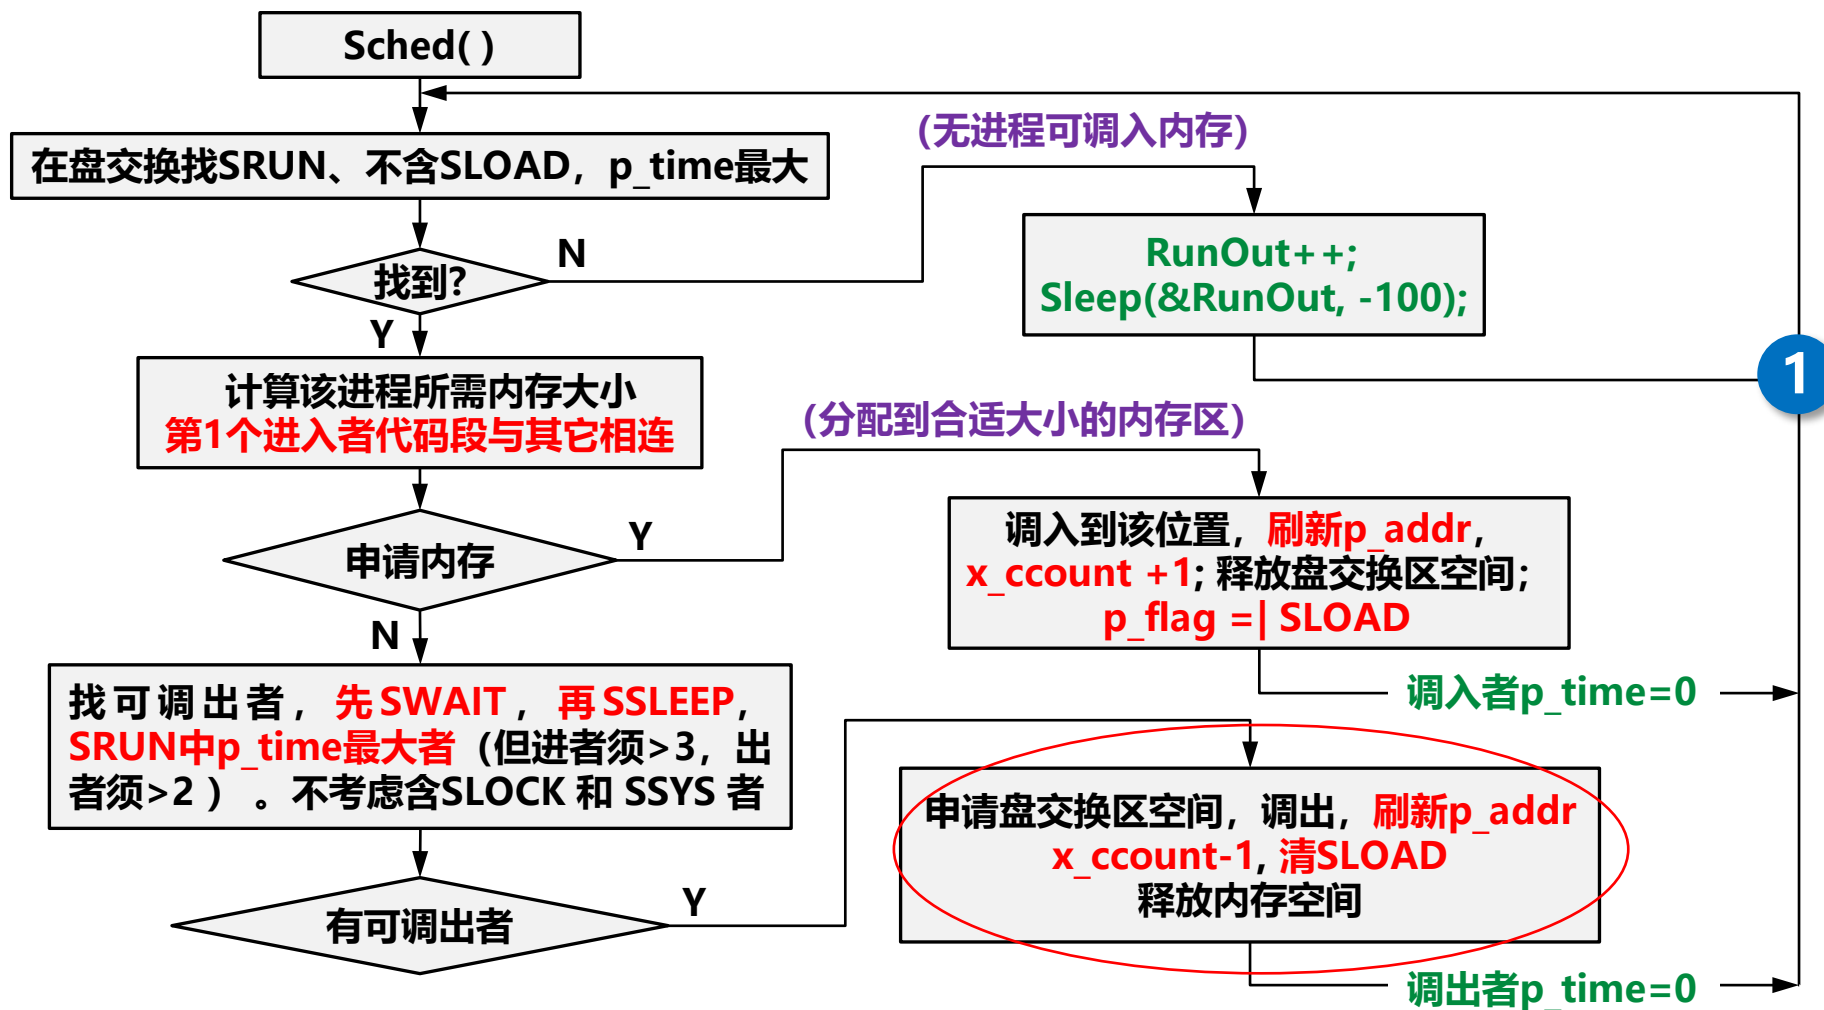 Sched( )
在盘交换找SRUN、不含SLOAD，p_time最大
(无进程可调入内存)
找到?
N
Y
RunOut++;
Sleep(&RunOut, -100);
1
计算该进程所需内存大小
第1个进入者代码段与其它相连
(分配到合适大小的内存区)
申请内存
Y
N
调入到该位置，刷新p_addr，
x_ccount +1; 释放盘交换区空间；
p_flag =| SLOAD
调入者p_time=0
找可调出者，先SWAIT，再SSLEEP，
SRUN中p_time最大者（但进者须>3，出
者须>2 ） 。不考虑含SLOCK 和 SSYS 者
有可调出者
Y
申请盘交换区空间，调出，刷新p_addr
x_ccount-1, 清SLOAD
释放内存空间
调出者p_time=0